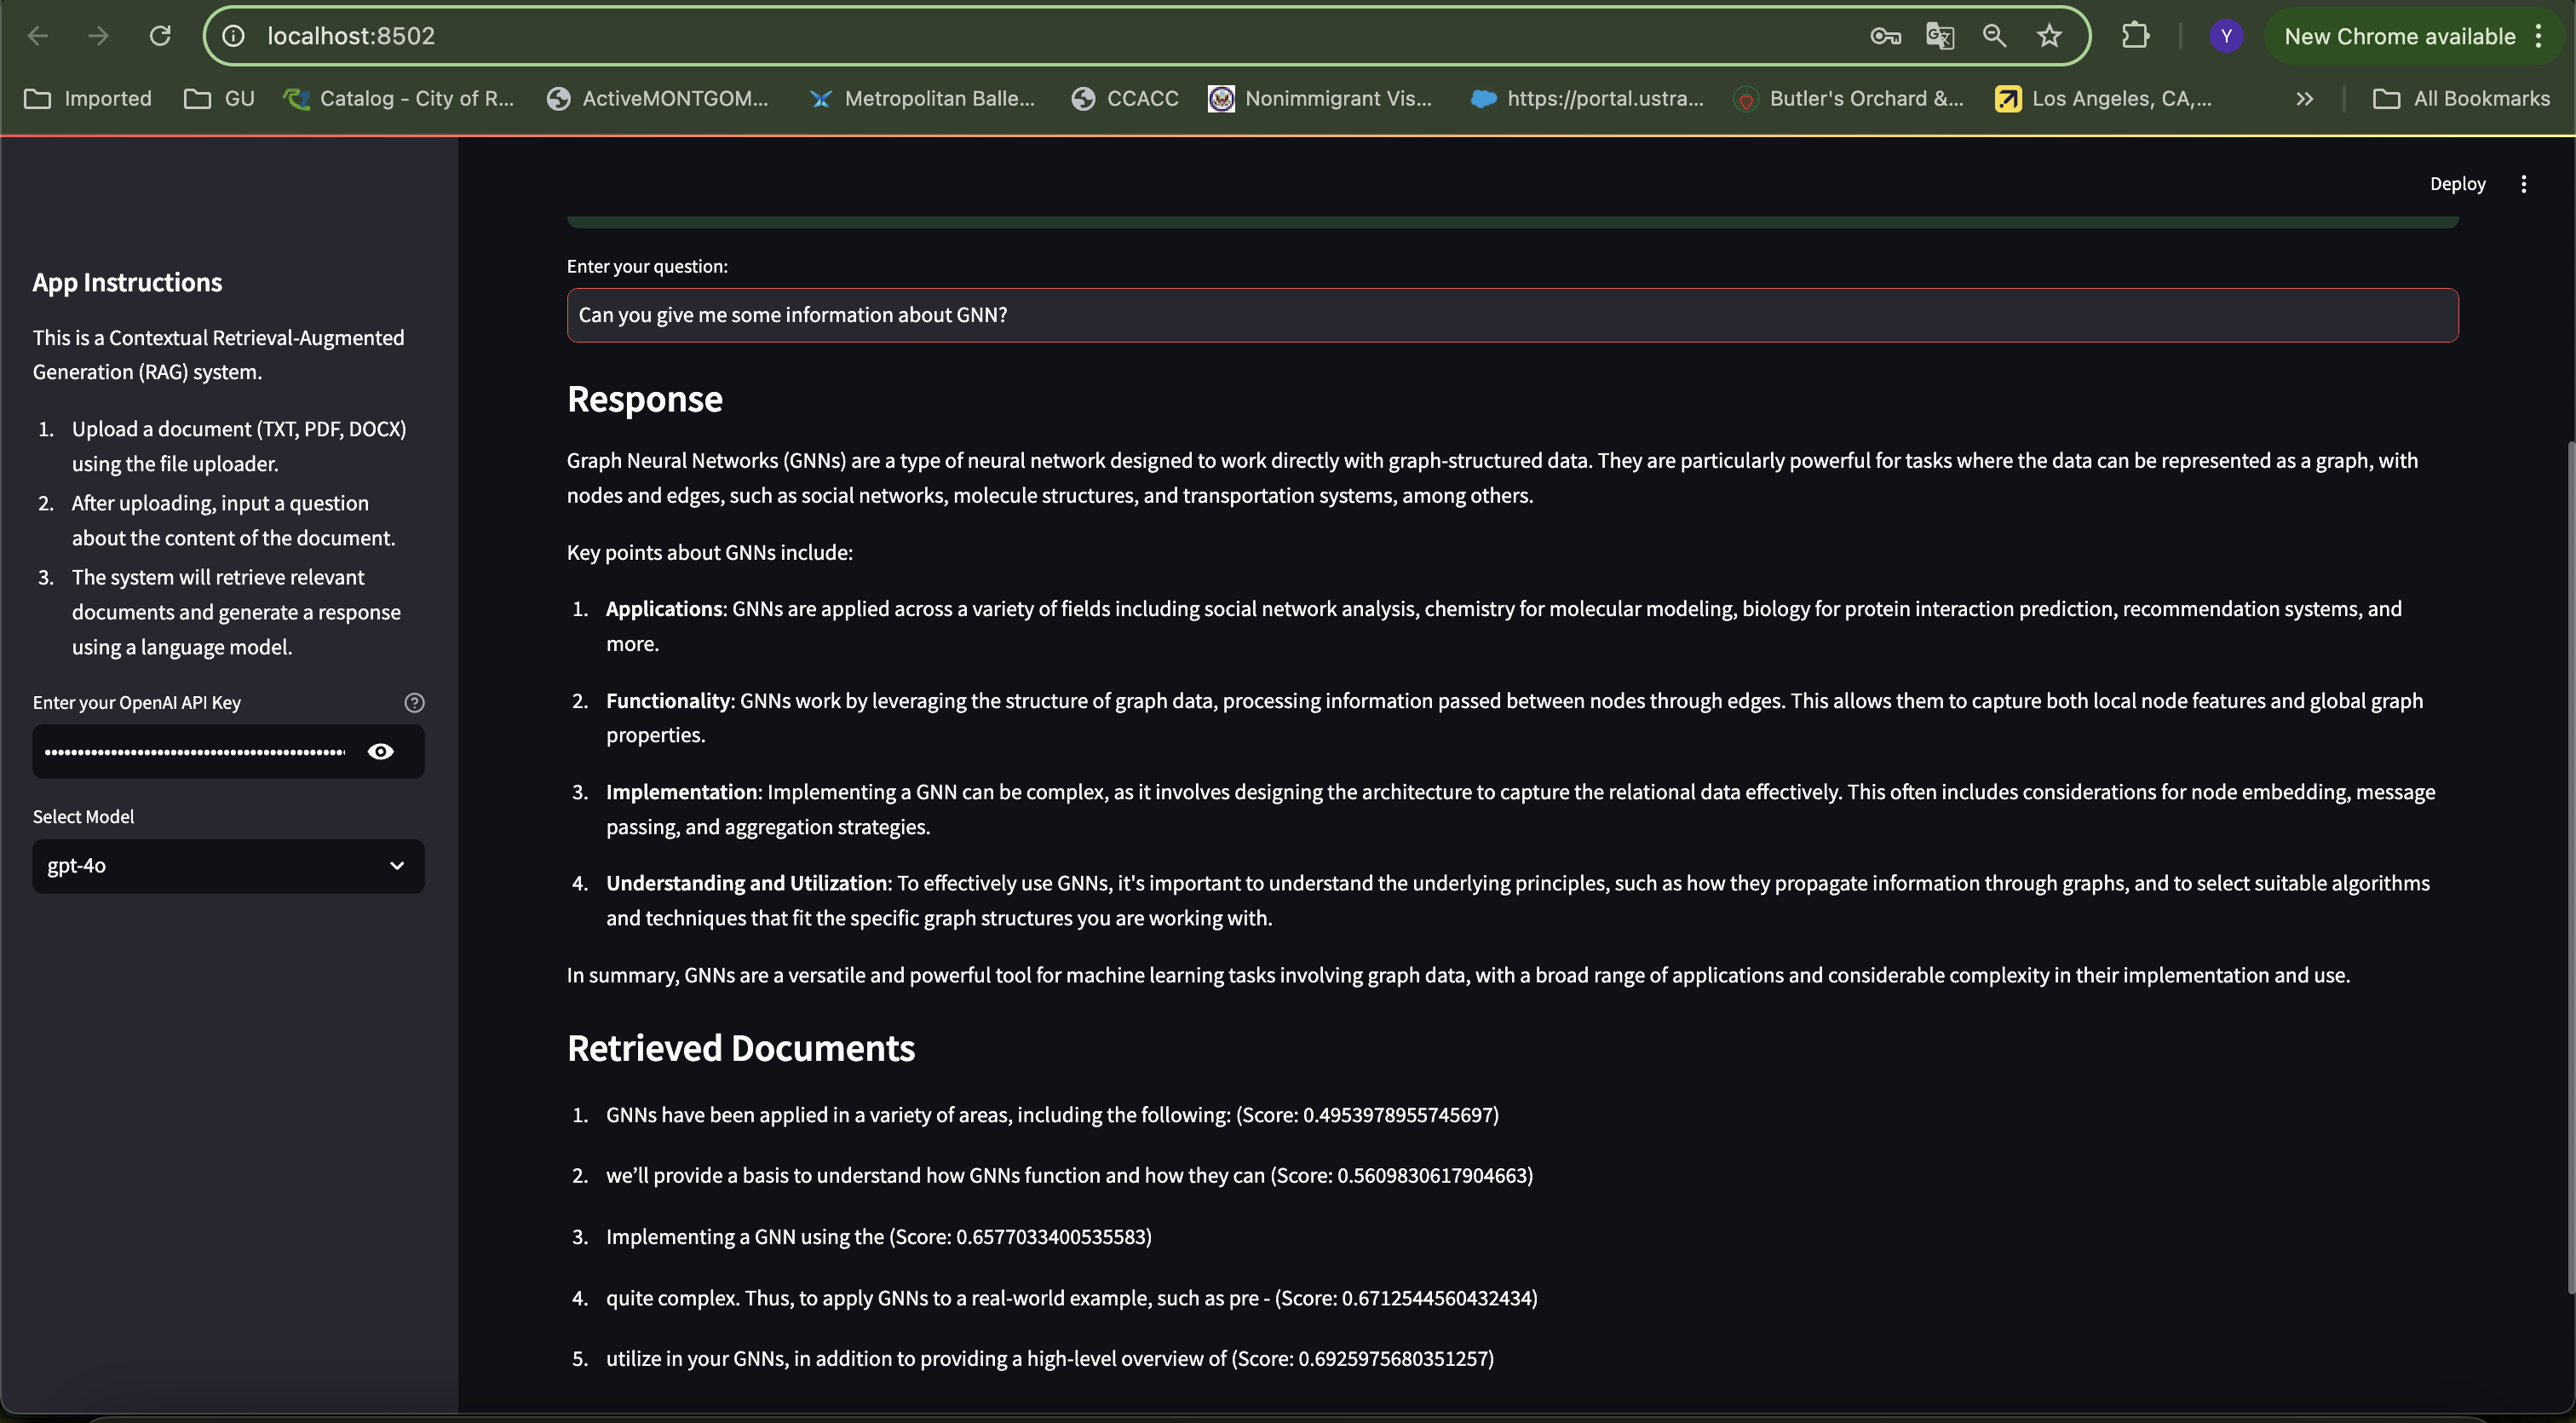 localhost:8502
Y
New Chrome available
Imported
GU
Catalog - City of R...
ActiveMONTGOM...
Metropolitan Balle...
CCACC
Nonimmigrant Vis...
https://portal.ustra...
Butler's Orchard &...
Los Angeles, CA,...
All Bookmarks
Deploy
App Instructions
This is a Contextual Retrieval-Augmented
Generation (RAG) system.
1. Upload a document (TXT, PDF, DOCX)
using the file uploader.
2. After uploading, input a question
about the content of the document.
3. The system will retrieve relevant
documents and generate a response
using a language model.
Enter your OpenAI API Key
Select Model
gpt-4o
Enter your question:
Can you give me some information about GNN?
Response
Graph Neural Networks (GNNs) are a type of neural network designed to work directly with graph-structured data. They are particularly powerful for tasks where the data can be represented as a graph, with
nodes and edges, such as social networks, molecule structures, and transportation systems, among others.
Key points about GNNs include:
1. Applications: GNNs are applied across a variety of fields including social network analysis, chemistry for molecular modeling, biology for protein interaction prediction, recommendation systems, and
more.
2. Functionality: GNNs work by leveraging the structure of graph data, processing information passed between nodes through edges. This allows them to capture both local node features and global graph
properties.
3. Implementation: Implementing a GNN can be complex, as it involves designing the architecture to capture the relational data effectively. This often includes considerations for node embedding, message
passing, and aggregation strategies.
4. Understanding and Utilization: To effectively use GNNs, it's important to understand the underlying principles, such as how they propagate information through graphs, and to select suitable algorithms
and techniques that fit the specific graph structures you are working with.
In summary, GNNs are a versatile and powerful tool for machine learning tasks involving graph data, with a broad range of applications and considerable complexity in their implementation and use.
Retrieved Documents
1. GNNs have been applied in a variety of areas, including the following: (Score: 0.4953978955745697)
2. we’ll provide a basis to understand how GNNs function and how they can (Score: 0.5609830617904663)
3. Implementing a GNN using the (Score: 0.6577033400535583)
4. quite complex. Thus, to apply GNNs to a real-world example, such as pre - (Score: 0.6712544560432434)
5. utilize in your GNNs, in addition to providing a high-level overview of (Score: 0.6925975680351257)